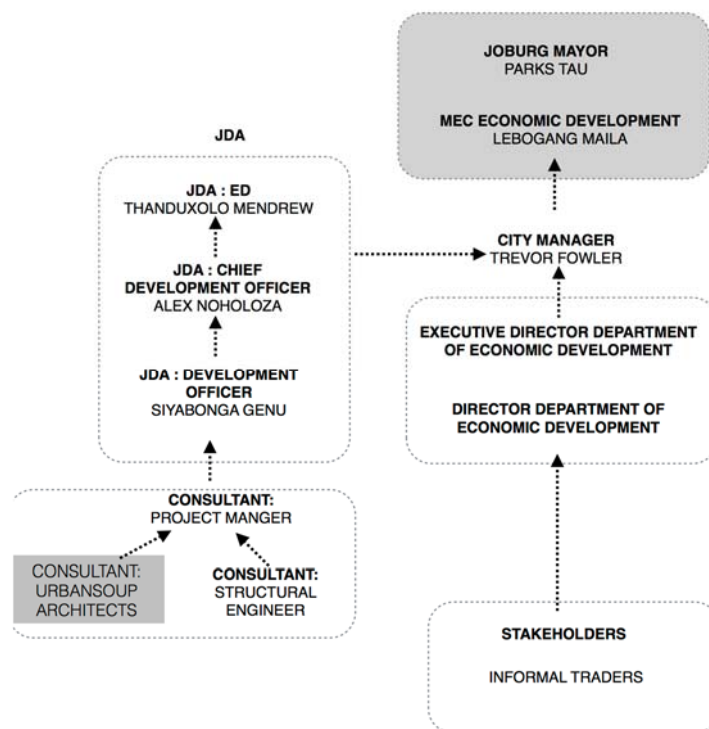 JOBURG MAYOR
PARKS TAU
MEC ECONOMIC DEVELOPMENT
LEBOGANG MAILA
JDA
JDA : ED
THANDUXOLO MENDREW
JDA : CHIEF
DEVELOPMENT OFFICER
ALEX NOHOLOZA
JDA : DEVELOPMENT
OFFICER
SIYABONGA GENU
CITY MANAGER
TREVOR FOWLER
EXECUTIVE DIRECTOR DEPARTMENT
OF ECONOMIC DEVELOPMENT
DIRECTOR DEPARTMENT OF
ECONOMIC DEVELOPMENT
CONSULTANT:
PROJECT MANGER
CONSULTANT:
URBANSOUP
ARCHITECTS
CONSULTANT:
STRUCTURAL
ENGINEER
STAKEHOLDERS
INFORMAL TRADERS